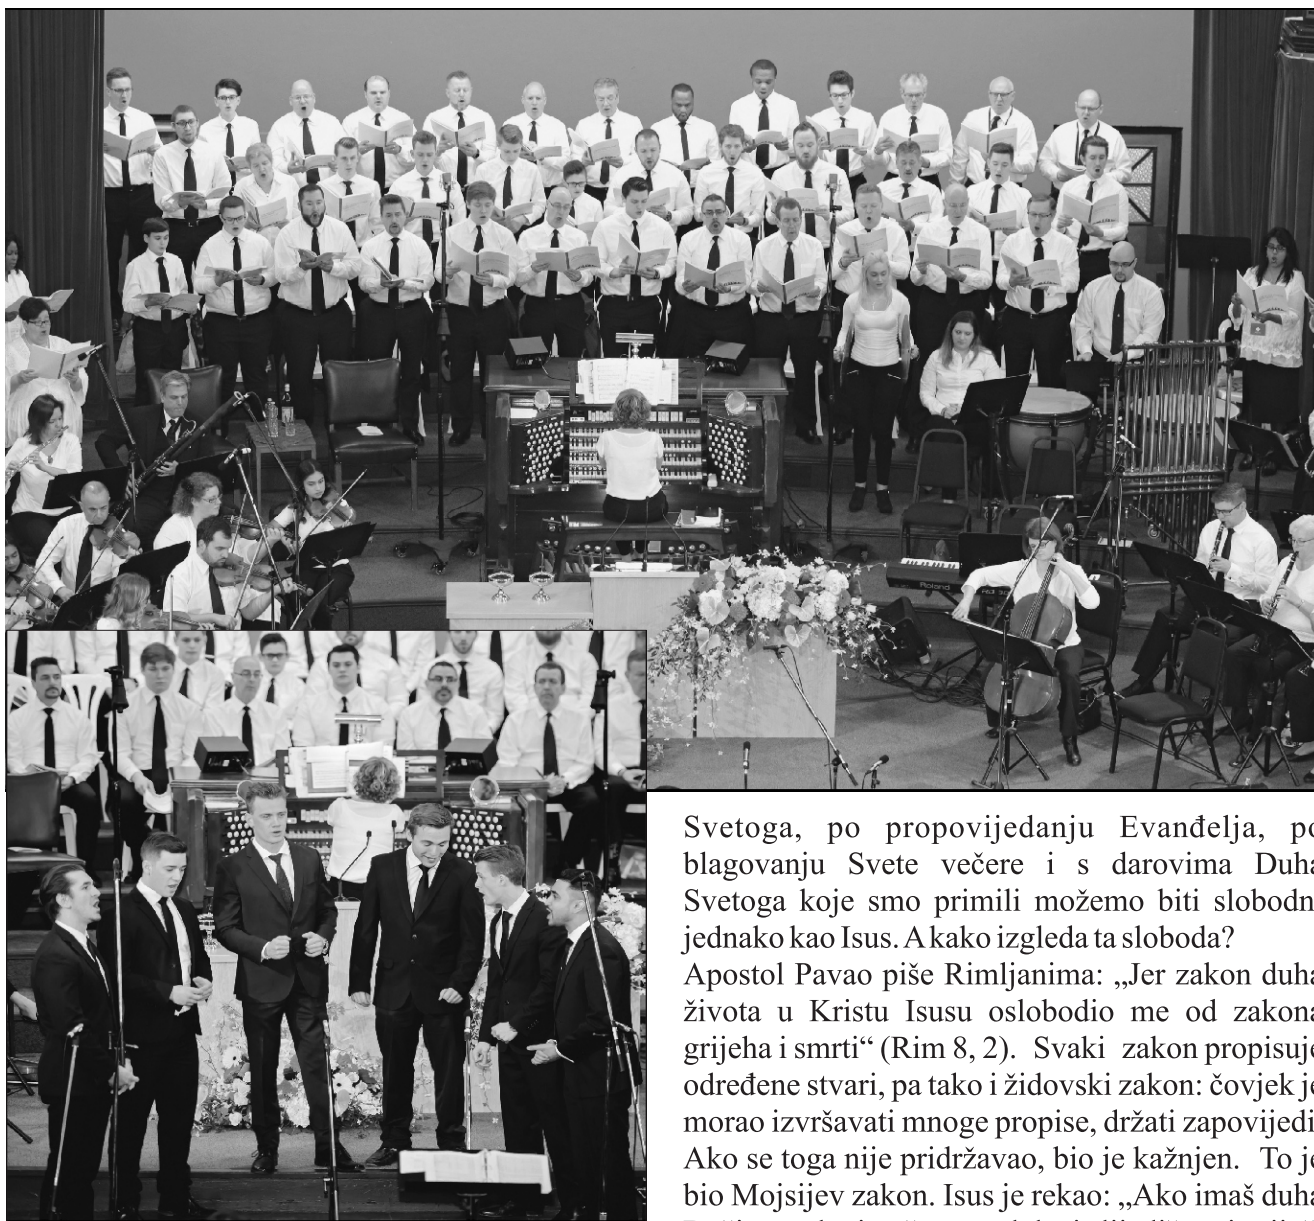 Svetoga, po propovijedanju Evanđelja, po
blagovanju Svete večere i s darovima Duha
Svetoga koje smo primili možemo biti slobodni
jednako kao Isus. A kako izgleda ta sloboda?
Apostol Pavao piše Rimljanima: „Jer zakon duha
života u Kristu Isusu oslobodio me od zakona
grijeha i smrti“ (Rim 8, 2). Svaki zakon propisuje
određene stvari, pa tako i židovski zakon: čovjek je
morao izvršavati mnoge propise, držati zapovijedi.
Ako se toga nije pridržavao, bio je kažnjen. To je
bio Mojsijev zakon. Isus je rekao: „Ako imaš duha
Roland